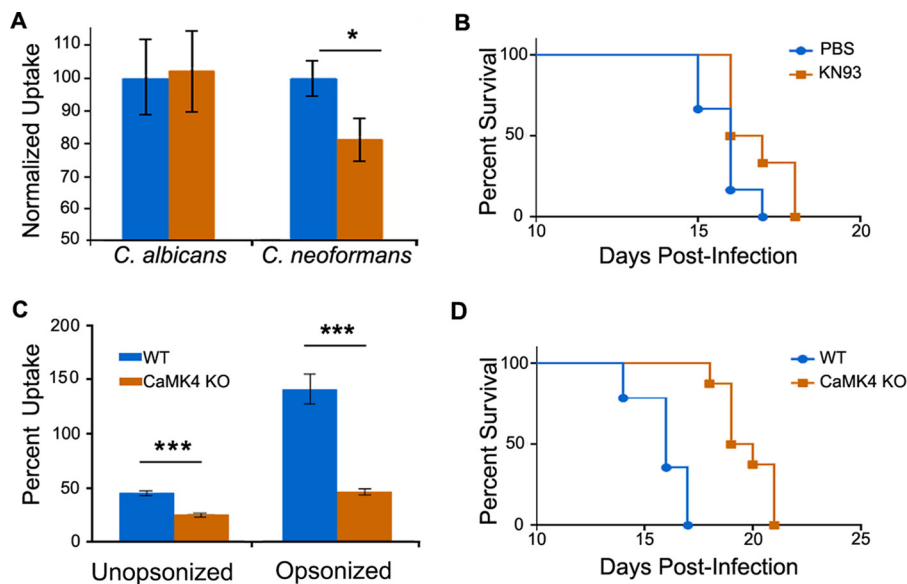 A
Normalized Uptake
110
100
90
80
70
60
50
*
C. albicans
C. neoformans
B
Percent Survival
100
50
0
10
15
20
Days Post-Infection
PBS
KN93
C
Percent Uptake
200
150
100
50
0
WT
CaMK4 KO
***
***
Unopsonized
Opsonized
D
Percent Survival
100
50
0
10
15
20
25
Days Post-Infection
WT
CaMK4 KO